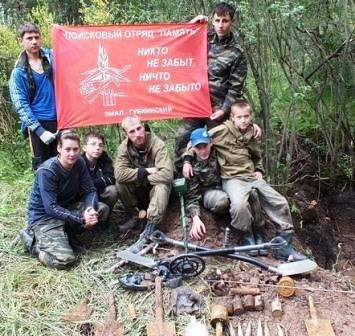 ПОИСКОВЫЙ ОТРЯД "ПАМЯТЬ"
НИКТО
НЕ ЗАБЫТ,
НИЧТО
НЕ ЗАБЫТО
ЯМАЛ - ГУБКИНСКИЙ